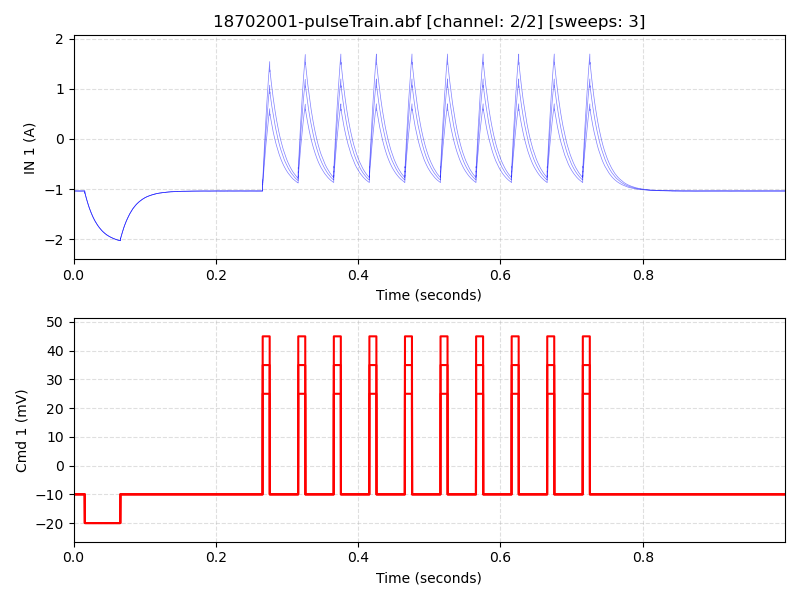 18702001-pulseTrain.abf [channel: 2/2] [sweeps: 3]
2
1
0
−1
−2
IN 1 (A)
0.0 0.2 0.4 0.6 0.8
Time (seconds)
50
40
30
20
10
0
−10
−20
Cmd 1 (mV)
0.0 0.2 0.4 0.6 0.8
Time (seconds)